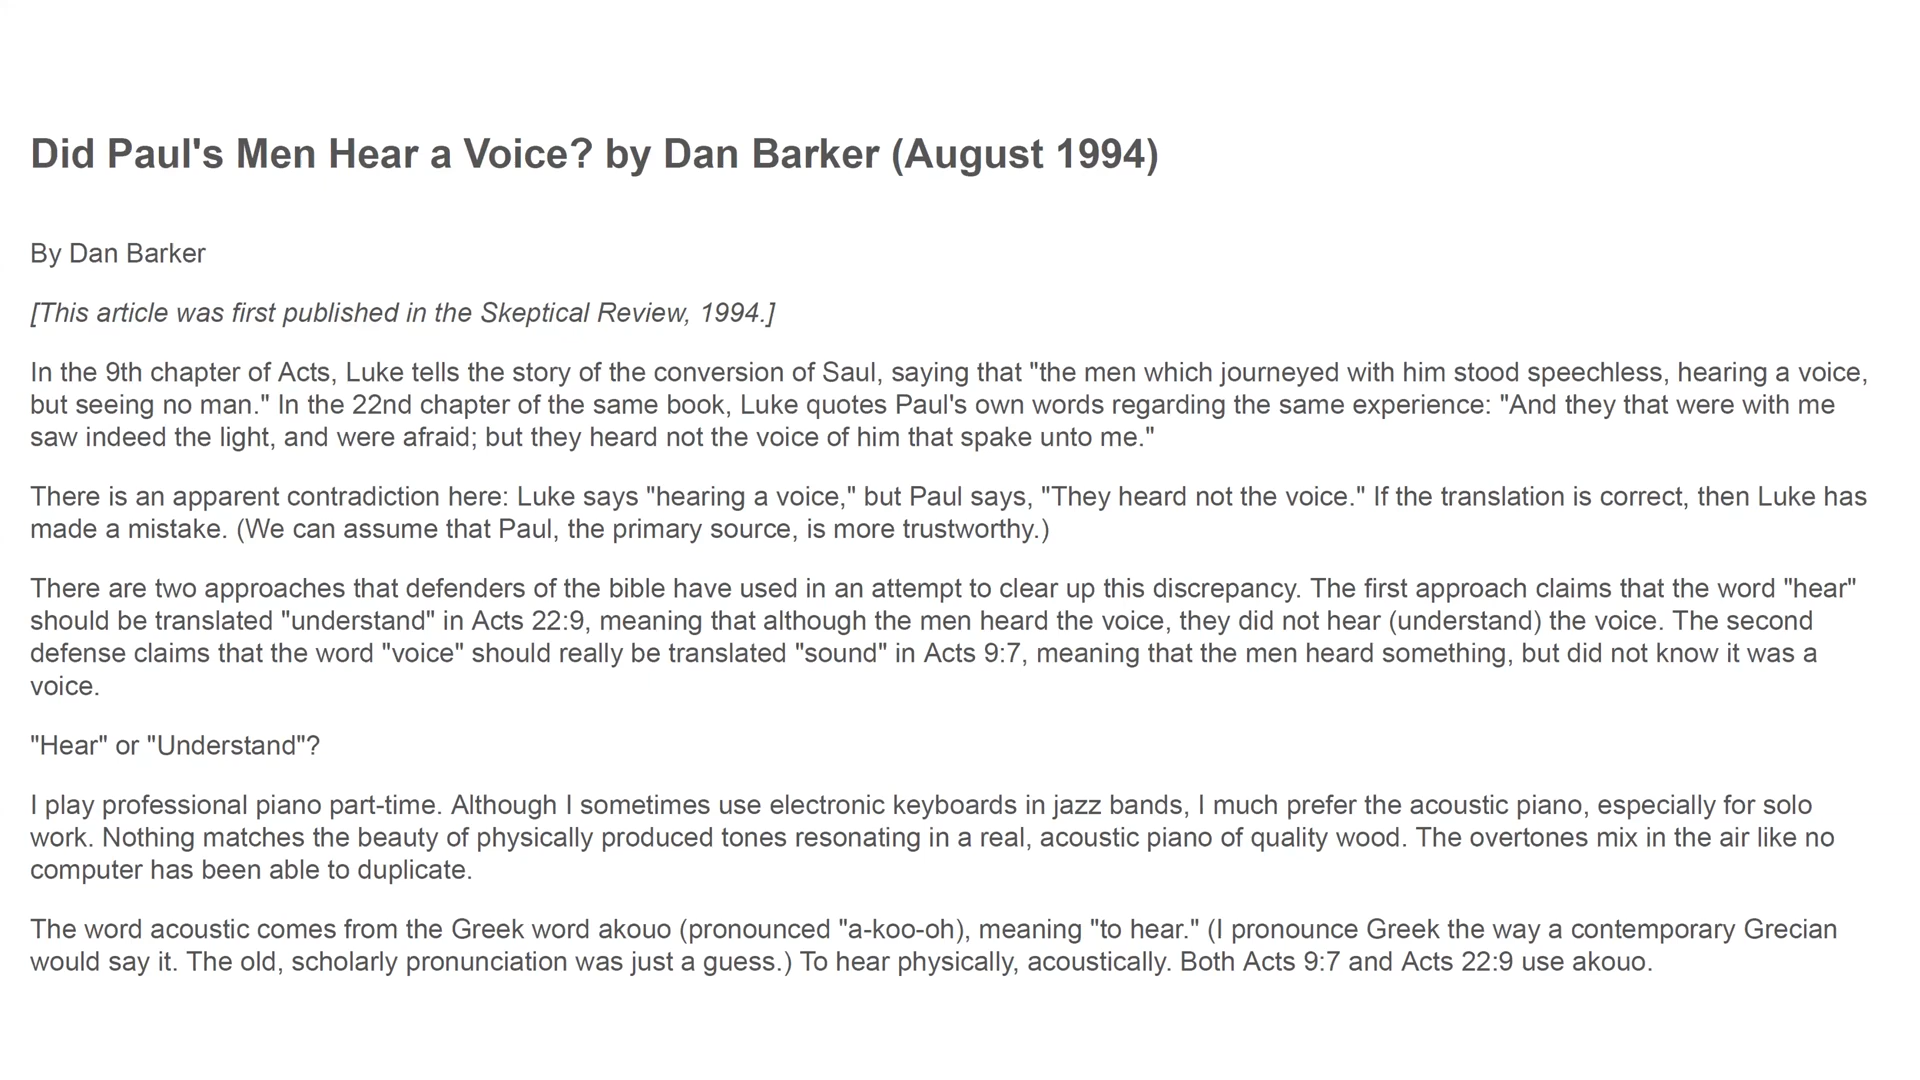 Did Paul's Men Hear a Voice? by Dan Barker (August 1994)
By Dan Barker
[This article was first published in the Skeptical Review, 1994.]
In the 9th chapter of Acts, Luke tells the story of the conversion of Saul, saying that "the men which journeyed with him stood speechless, hearing a voice,
but seeing no man." In the 22nd chapter of the same book, Luke quotes Paul's own words regarding the same experience: "And they that were with me
saw indeed the light, and were afraid; but they heard not the voice of him that spake unto me."
There is an apparent contradiction here: Luke says "hearing a voice," but Paul says, "They heard not the voice." If the translation is correct, then Luke has
made a mistake. (We can assume that Paul, the primary source, is more trustworthy.)
There are two approaches that defenders of the bible have used in an attempt to clear up this discrepancy. The first approach claims that the word "hear"
should be translated "understand" in Acts 22:9, meaning that although the men heard the voice, they did not hear (understand) the voice. The second
defense claims that the word "voice" should really be translated "sound" in Acts 9:7, meaning that the men heard something, but did not know it was a
voice.
"Hear" or "Understand"?
I play professional piano part-time. Although I sometimes use electronic keyboards in jazz bands, I much prefer the acoustic piano, especially for solo
work. Nothing matches the beauty of physically produced tones resonating in a real, acoustic piano of quality wood. The overtones mix in the air like no
computer has been able to duplicate.
The word acoustic comes from the Greek word akouo (pronounced "a-koo-oh), meaning "to hear." (I pronounce Greek the way a contemporary Grecian
would say it. The old, scholarly pronunciation was just a guess.) To hear physically, acoustically. Both Acts 9:7 and Acts 22:9 use akouo.